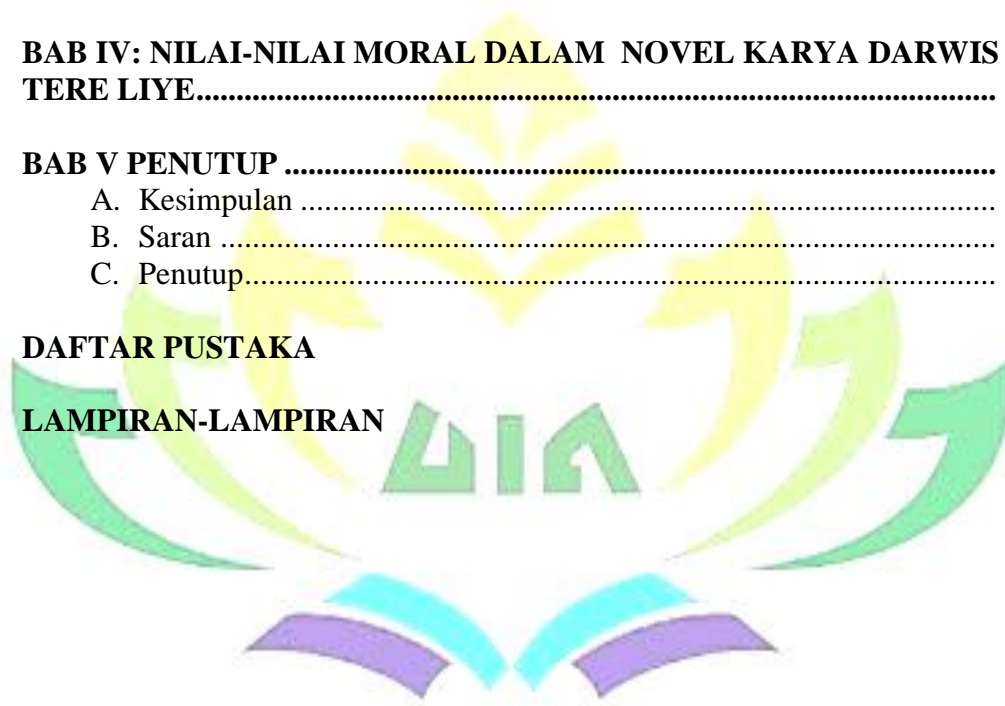 BAB IV: NILAI-NILAI MORAL DALAM NOVEL KARYA DARWIS
TERE LIYE....................................................................................................
BAB V PENUTUP .........................................................................................
A. Kesimpulan .......................................................................................
B. Saran .................................................................................................
C. Penutup..............................................................................................
DAFTAR PUSTAKA
LAMPIRAN-LAMPIRAN
UIN